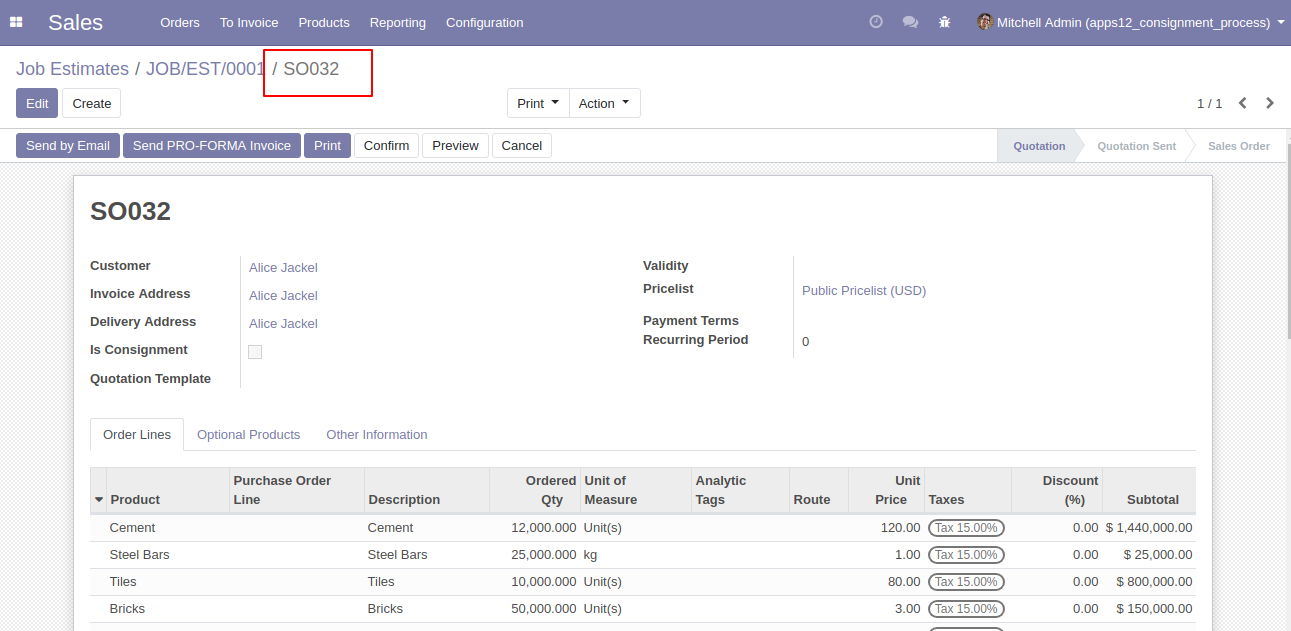 Sales Orders To Invoice Products Reporting Configuration Mitchell Admin (apps12_consignment_process)
Job Estimates / JOB/EST/0001 / SO032
Edit Create Print Action 1 / 1
Send by Email Send PRO-FORMA Invoice Print Confirm Preview Cancel Quotation Quotation Sent Sales Order
SO032
Customer Alice Jackel
Invoice Address Alice Jackel
Delivery Address Alice Jackel
Is Consignment
Quotation Template
Validity
Pricelist Public Pricelist (USD)
Payment Terms
Recurring Period 0
Order Lines Optional Products Other Information
Product Purchase Order Line Description Ordered Qty Unit of Measure Analytic Tags Route Unit Price Taxes Discount (%) Subtotal
Cement Cement 12,000.000 Unit(s) 120.00 Tax 15.00% 0.00 $ 1,440,000.00
Steel Bars Steel Bars 25,000.000 kg 1.00 Tax 15.00% 0.00 $ 25,000.00
Tiles Tiles 10,000.000 Unit(s) 80.00 Tax 15.00% 0.00 $ 800,000.00
Bricks Bricks 50,000.000 Unit(s) 3.00 Tax 15.00% 0.00 $ 150,000.00